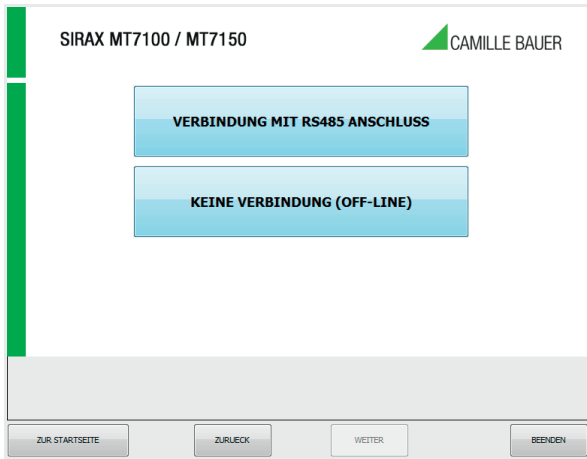 SIRAX MT7100 / MT7150
CAMILLE BAUER
VERBINDUNG MIT RS485 ANSCHLUSS
KEINE VERBINDUNG (OFF-LINE)
ZUR STARTSEITE
ZURUECK
WEITER
BEENDEN